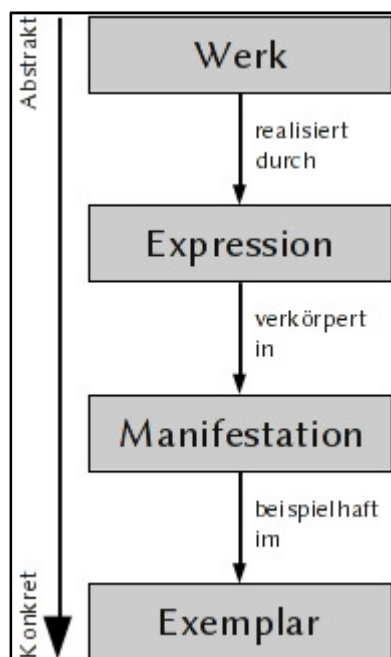 Abstrakt
Werk
realisiert
durch
Expression
verkörpert
in
Manifestation
beispielhaft
im
Konkret
Exemplar